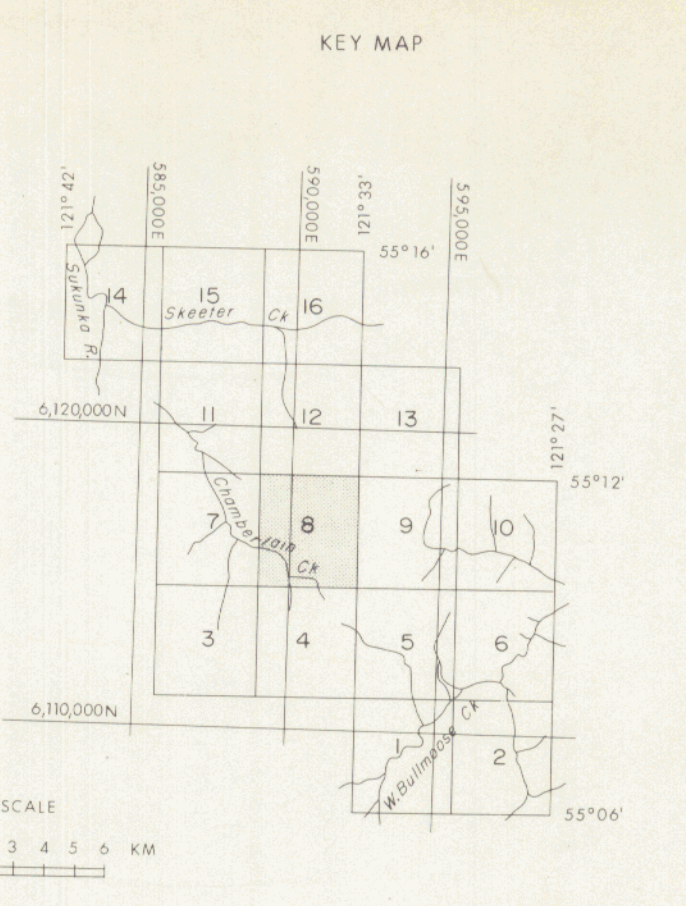 KEY MAP
121° 42'
585,000E
590,000E
121° 33'
595,000E
55° 16'
Sukunka R.
14
15
16
Skeeter Ck
6,120,000N
11
12
13
121° 27'
55° 12'
Chamberlain Ck
7
8
9
10
3
4
5
6
6,110,000N
W. Bullmoose Ck
1
2
55° 06'
SCALE
3 4 5 6 KM